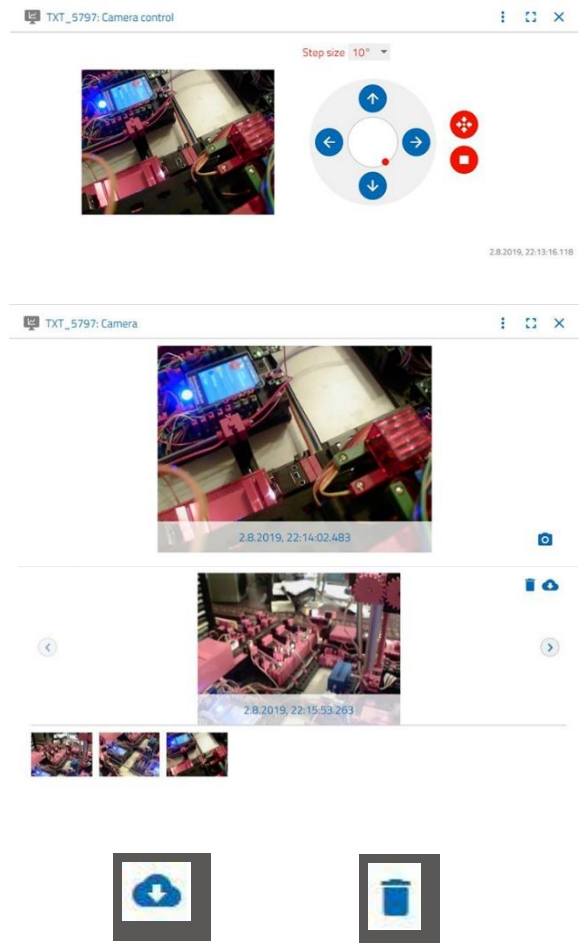 TXT_5797: Camera control
Step size 10°
2.8.2019, 22:13:16.118
TXT_5797: Camera
2.8.2019, 22:14:02.483
2.8.2019, 22:15:53.263